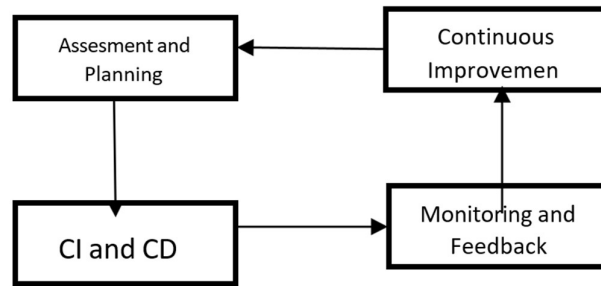 Assesment and
Planning
Continuous
Improvemen
CI and CD
Monitoring and
Feedback